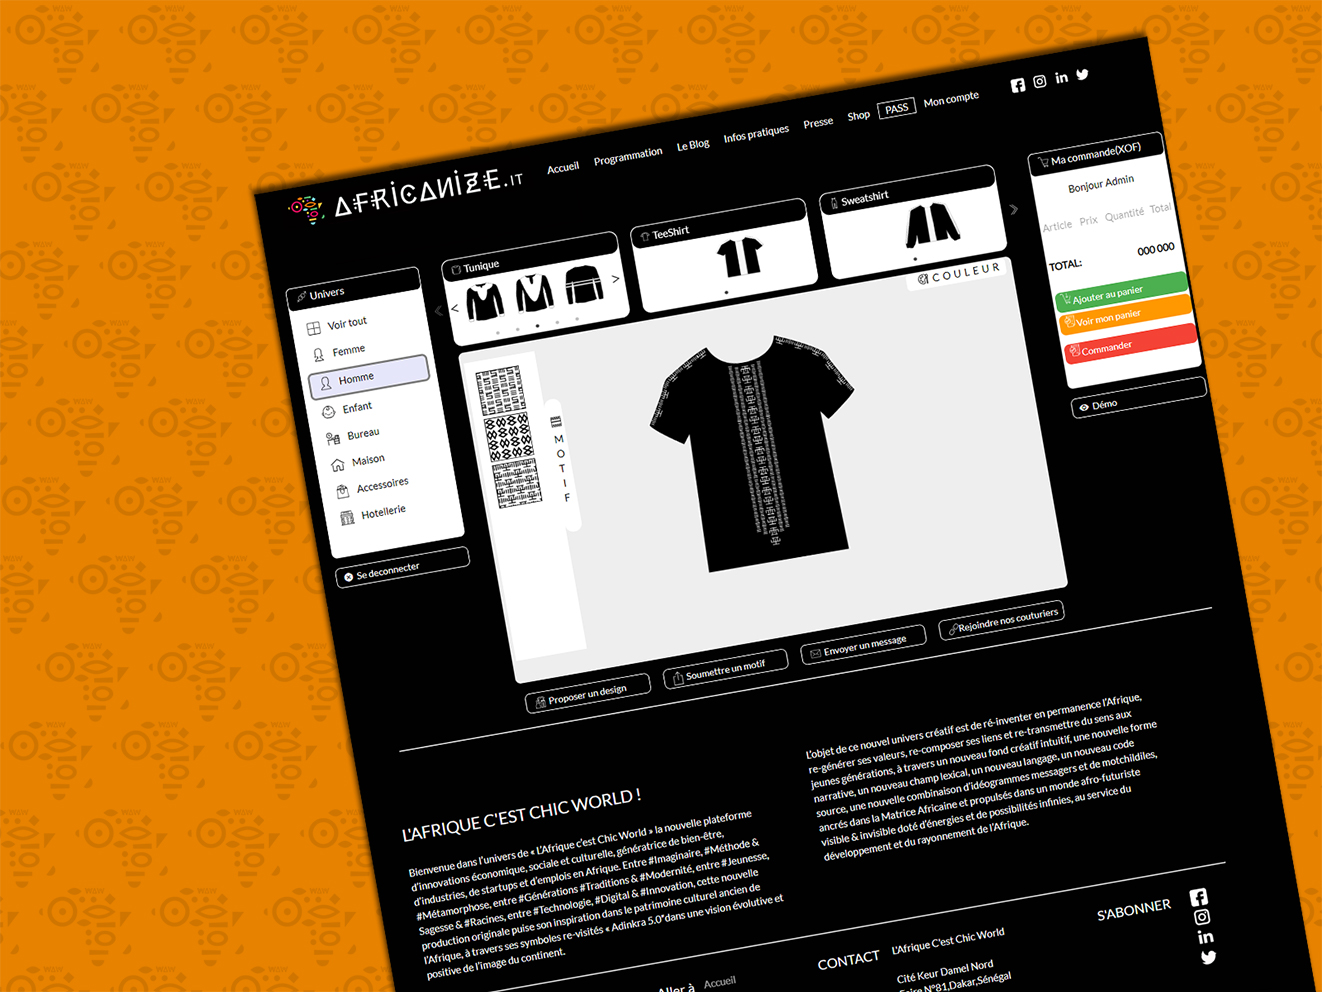 AFRICANIZE.IT
Accueil
Programmation
Le Blog
Infos pratiques
Presse
Shop
PASS
Mon compte
Univers
Voir tout
Femme
Homme
Enfant
Bureau
Maison
Accessoires
Hotellerie
Se deconnecter
Tunique
TeeShirt
Sweatshirt
COULEUR
MOTIF
Ma commande(XOF)
Bonjour Admin
Article Prix Quantité Total
TOTAL: 000 000
Ajouter au panier
Voir mon panier
Commander
Démo
Proposer un design
Soumettre un motif
Envoyer un message
Rejoindre nos couturiers
L'AFRIQUE C'EST CHIC WORLD !
Bienvenue dans l'univers de « L'Afrique c'est Chic World » la nouvelle plateforme
d'innovations économique, sociale et culturelle, génératrice de bien-être,
d'industries, de startups et d'emplois en Afrique. Entre #Imaginaire, #Méthode &
#Métamorphose, entre #Générations #Traditions & #Modernité, entre #Jeunesse,
Sagesse & #Racines, entre #Technologie, #Digital & #Innovation, cette nouvelle
production originale puise son inspiration dans le patrimoine culturel ancien de
l'Afrique, à travers ses symboles re-visités « Adinkra 5.0"dans une vision évolutive et
positive de l'image du continent.
L'objet de ce nouvel univers créatif est de ré-inventer en permanence l'Afrique,
re-générer ses valeurs, re-composer ses liens et re-transmettre du sens aux
jeunes générations, à travers un nouveau fond créatif intuitif, une nouvelle forme
narrative, un nouveau champ lexical, un nouveau langage, un nouveau code
source, une nouvelle combinaison d'idéogrammes messagers et de motchildiles,
ancrés dans la Matrice Africaine et propulsés dans un monde afro-futuriste
visible & invisible doté d'énergies et de possibilités infinies, au service du
développement et du rayonnement de l'Afrique.
Aller à
Accueil
CONTACT
L'Afrique C'est Chic World
Cité Keur Damel Nord
N°81,Dakar,Sénégal
S'ABONNER